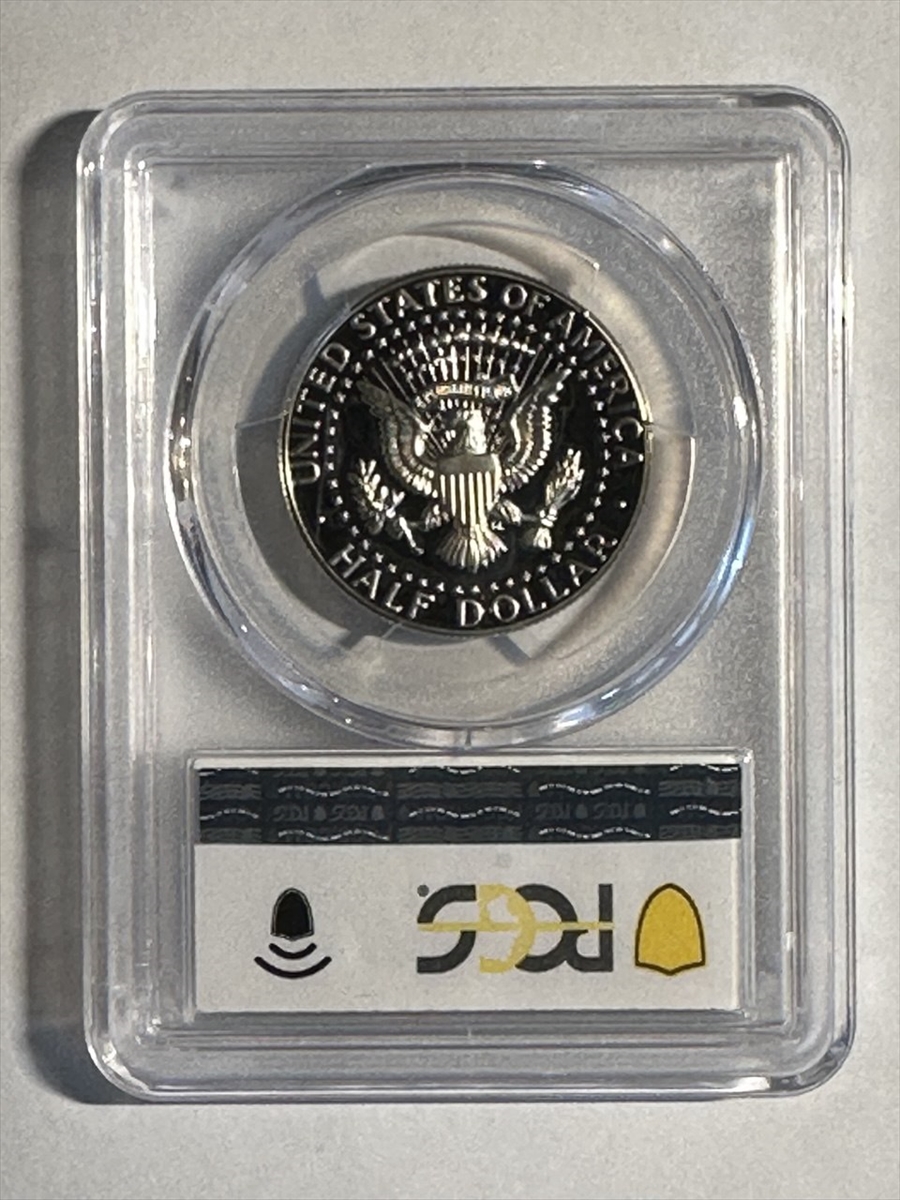 UNITED STATES OF AMERICA
HALF DOLLAR
PCGS